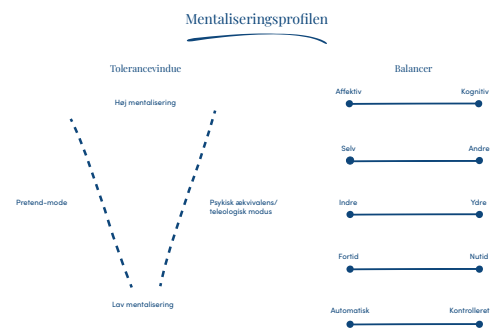 Mentaliseringsprofilen
Tolerancevindue
Høj mentalisering
Pretend-mode
Psykisk ækvivalens/
teleologisk modus
Lav mentalisering
Balancer
Affektiv Kognitiv
Selv Andre
Indre Ydre
Fortid Nutid
Automatisk Kontrolleret